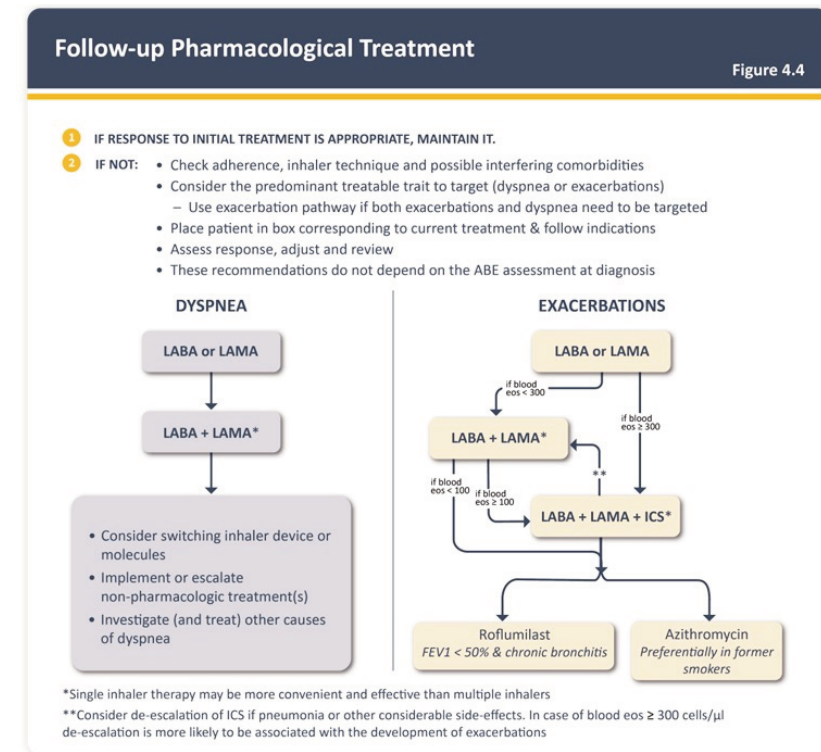 Follow-up Pharmacological Treatment
Figure 4.4
1 IF RESPONSE TO INITIAL TREATMENT IS APPROPRIATE, MAINTAIN IT.
2 IF NOT: • Check adherence, inhaler technique and possible interfering comorbidities
• Consider the predominant treatable trait to target (dyspnea or exacerbations)
– Use exacerbation pathway if both exacerbations and dyspnea need to be targeted
• Place patient in box corresponding to current treatment & follow indications
• Assess response, adjust and review
• These recommendations do not depend on the ABE assessment at diagnosis
DYSPNEA
LABA or LAMA
LABA + LAMA*
• Consider switching inhaler device or
molecules
• Implement or escalate
non-pharmacologic treatment(s)
• Investigate (and treat) other causes
of dyspnea
EXACERBATIONS
LABA or LAMA
if blood
eos < 300
if blood
eos ≥ 300
LABA + LAMA*
**
if blood
eos < 100
if blood
eos ≥ 100
LABA + LAMA + ICS*
Roflumilast
FEV1 < 50% & chronic bronchitis
Azithromycin
Preferentially in former
smokers
*Single inhaler therapy may be more convenient and effective than multiple inhalers
**Consider de-escalation of ICS if pneumonia or other considerable side-effects. In case of blood eos ≥ 300 cells/µl
de-escalation is more likely to be associated with the development of exacerbations